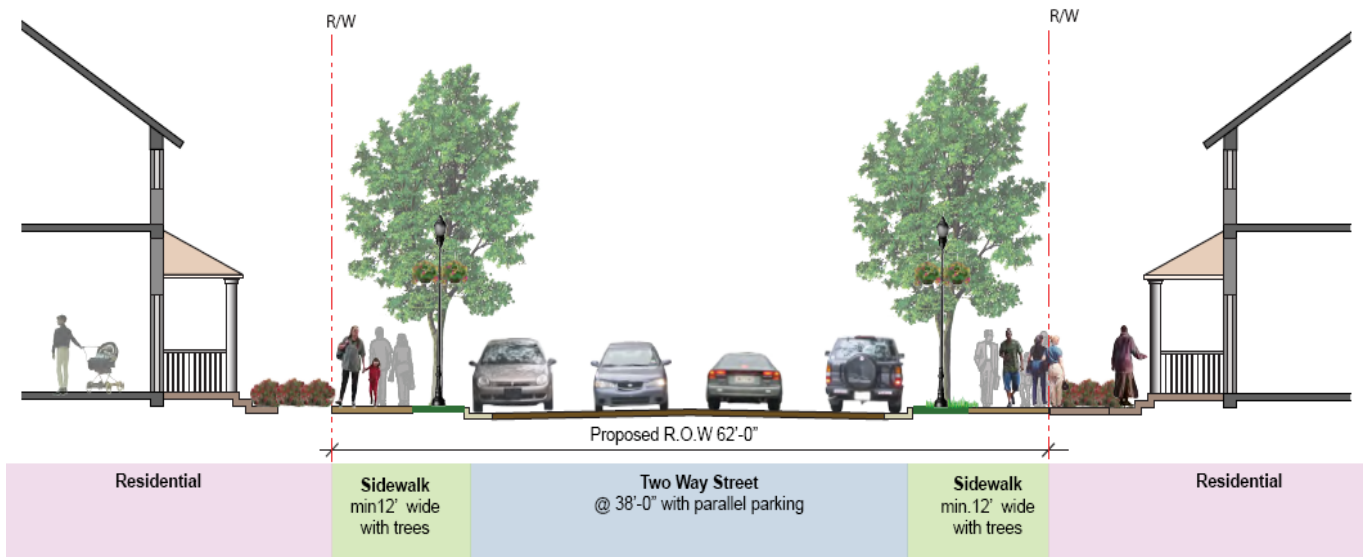 R/W
R/W
Proposed R.O.W 62'-0"
Residential
Sidewalk
min12' wide
with trees
Two Way Street
@ 38'-0" with parallel parking
Sidewalk
min.12' wide
with trees
Residential